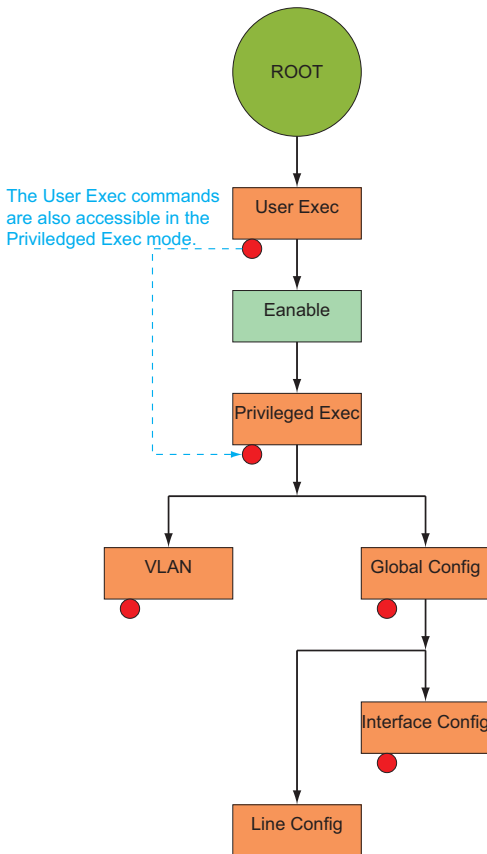 ROOT
User Exec
The User Exec commands
are also accessible in the
Priviledged Exec mode.
Eanable
Privileged Exec
VLAN
Global Config
Interface Config
Line Config